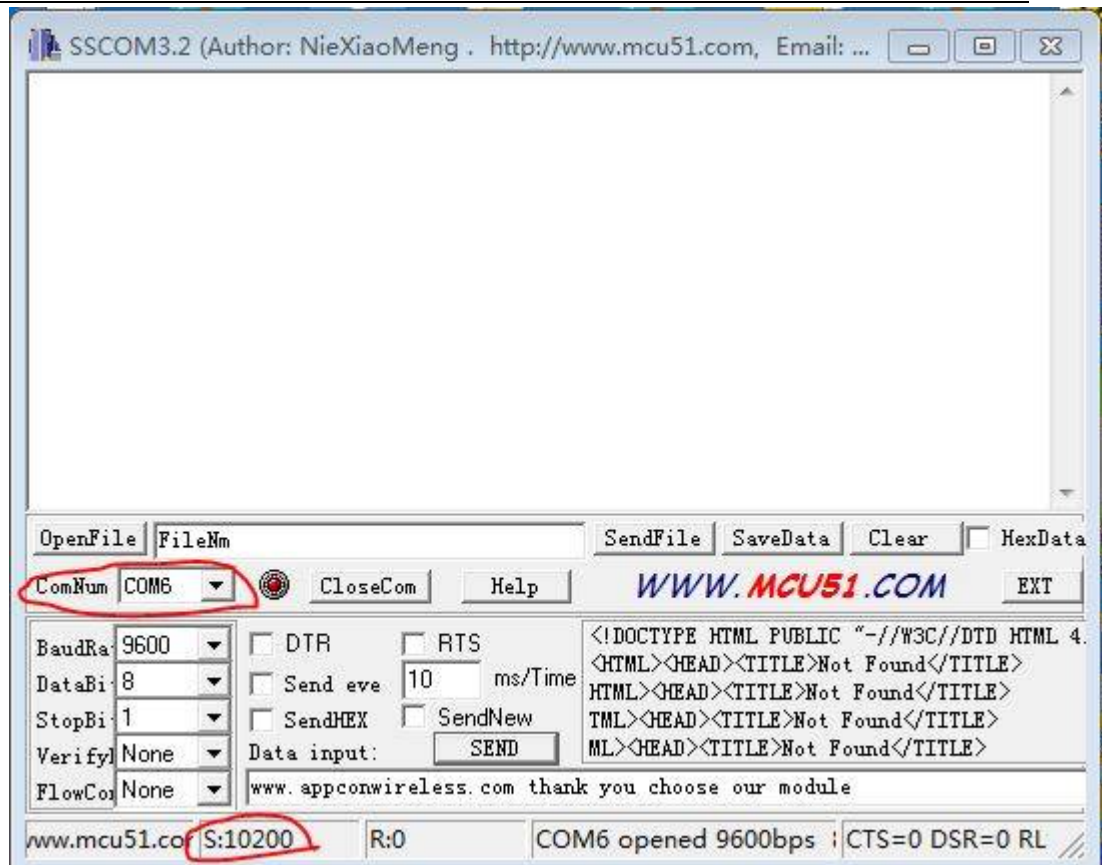 SSCOM3.2 (Author: NieXiaoMeng . http://www.mcu51.com, Email: ...
OpenFile FileNm SendFile SaveData Clear HexData
ComNum COM6 CloseCom Help WWW.MCU51.COM EXT
BaudRa 9600 DTR RTS
DataBi 8 Send eve 10 ms/Time
StopBi 1 SendHEX SendNew
Verifyl None Data input: SEND
FlowCo None www.appconwireless.com thank you choose our module
<!DOCTYPE HTML PUBLIC "-//W3C//DTD HTML 4.
<HTML><HEAD><TITLE>Not Found</TITLE>
HTML><HEAD><TITLE>Not Found</TITLE>
TML><HEAD><TITLE>Not Found</TITLE>
ML><HEAD><TITLE>Not Found</TITLE>
www.mcu51.cor S:10200 R:0 COM6 opened 9600bps CTS=0 DSR=0 RL